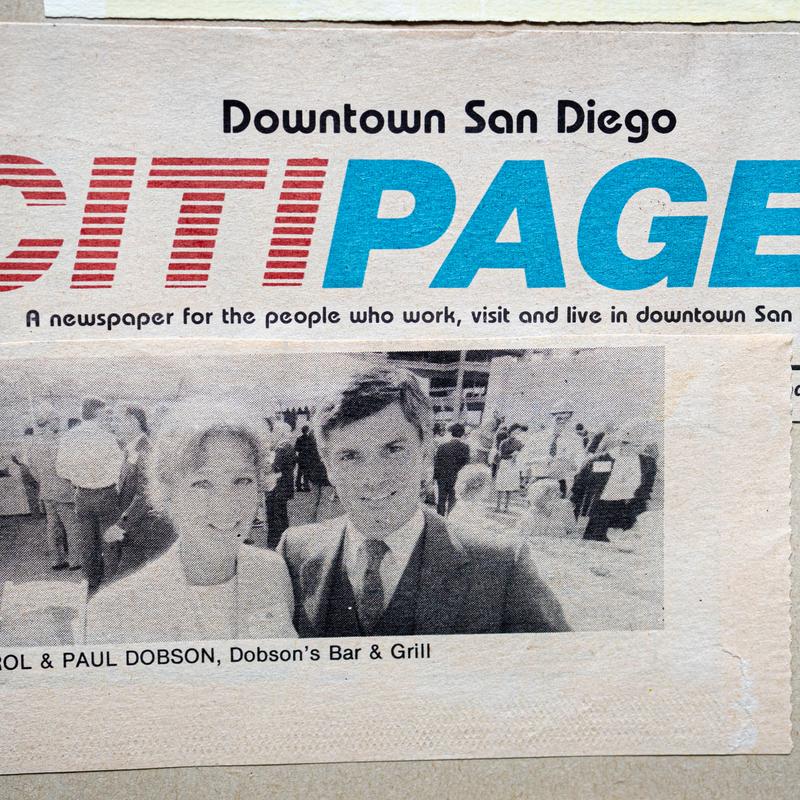 Downtown San Diego
CITIPAGE
A newspaper for the people who work, visit and live in downtown San
ROL & PAUL DOBSON, Dobson's Bar & Grill